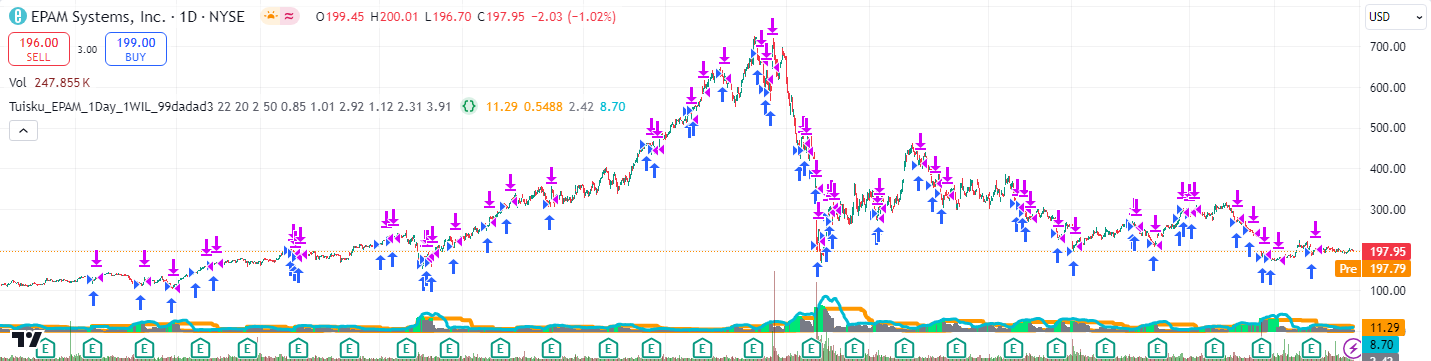 EPAM Systems, Inc. · 1D · NYSE O199.45 H200.01 L196.70 C197.95 −2.03 (−1.02%)
USD
196.00
SELL
3.00
199.00
BUY
Vol 247.855K
Tuisku_EPAM_1Day_1WIL_99dadad3 22 20 2 50 0.85 1.01 2.92 1.12 2.31 3.91 {} 11.29 0.5488 2.42 8.70
700.00
600.00
500.00
400.00
300.00
197.95
Pre 197.79
100.00
11.29
8.70
E E E E E E E E E E E E E E E E E E E E E E E E E E